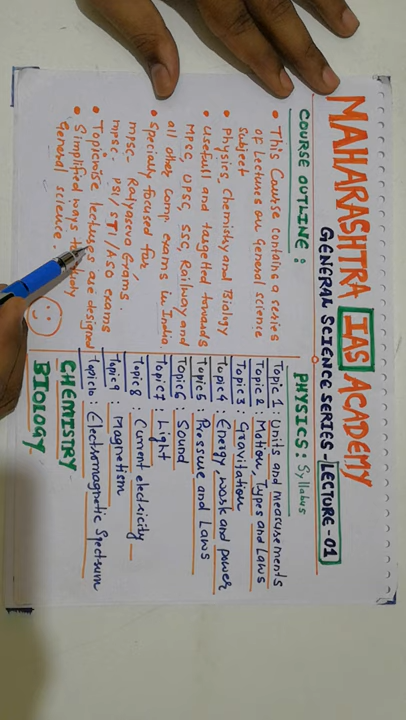 MAHARASHTRA IAS ACADEMY
GENERAL SCIENCE SERIES - LECTURE - 01
COURSE OUTLINE :
• This Course contains a series
of Lectures on General science
subject
• Physics, Chemistry and Biology
• Usefull and targetted towards
MPSC, UPSC, SSC, Railway and
all other comp. exams in India.
• Specially focused for
mpsc- Rajyaseva Grams.
mpsc- PSI/STI/ASO exams
• Topicwise lectures are designed
• Simplified ways to study
General science.
PHYSICS : Syllabus
Topic 1 : Units and measurements
Topic 2 : Motion, Types and Laws
Topic 3 : Gravitation
Topic 4 : Energy work and power
Topic 5 : Pressure and Laws
Topic 6 Sound
Topic 7 : Light
Topic 8 : Current electricity
Topic 9 : Magnetism
Topic 10 : Electromagnetic Spectrum
CHEMISTRY
BIOLOGY